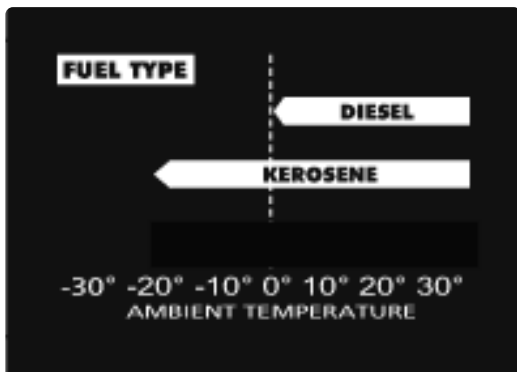 FUEL TYPE
DIESEL
KEROSENE
-30° -20° -10° 0° 10° 20° 30°
AMBIENT TEMPERATURE